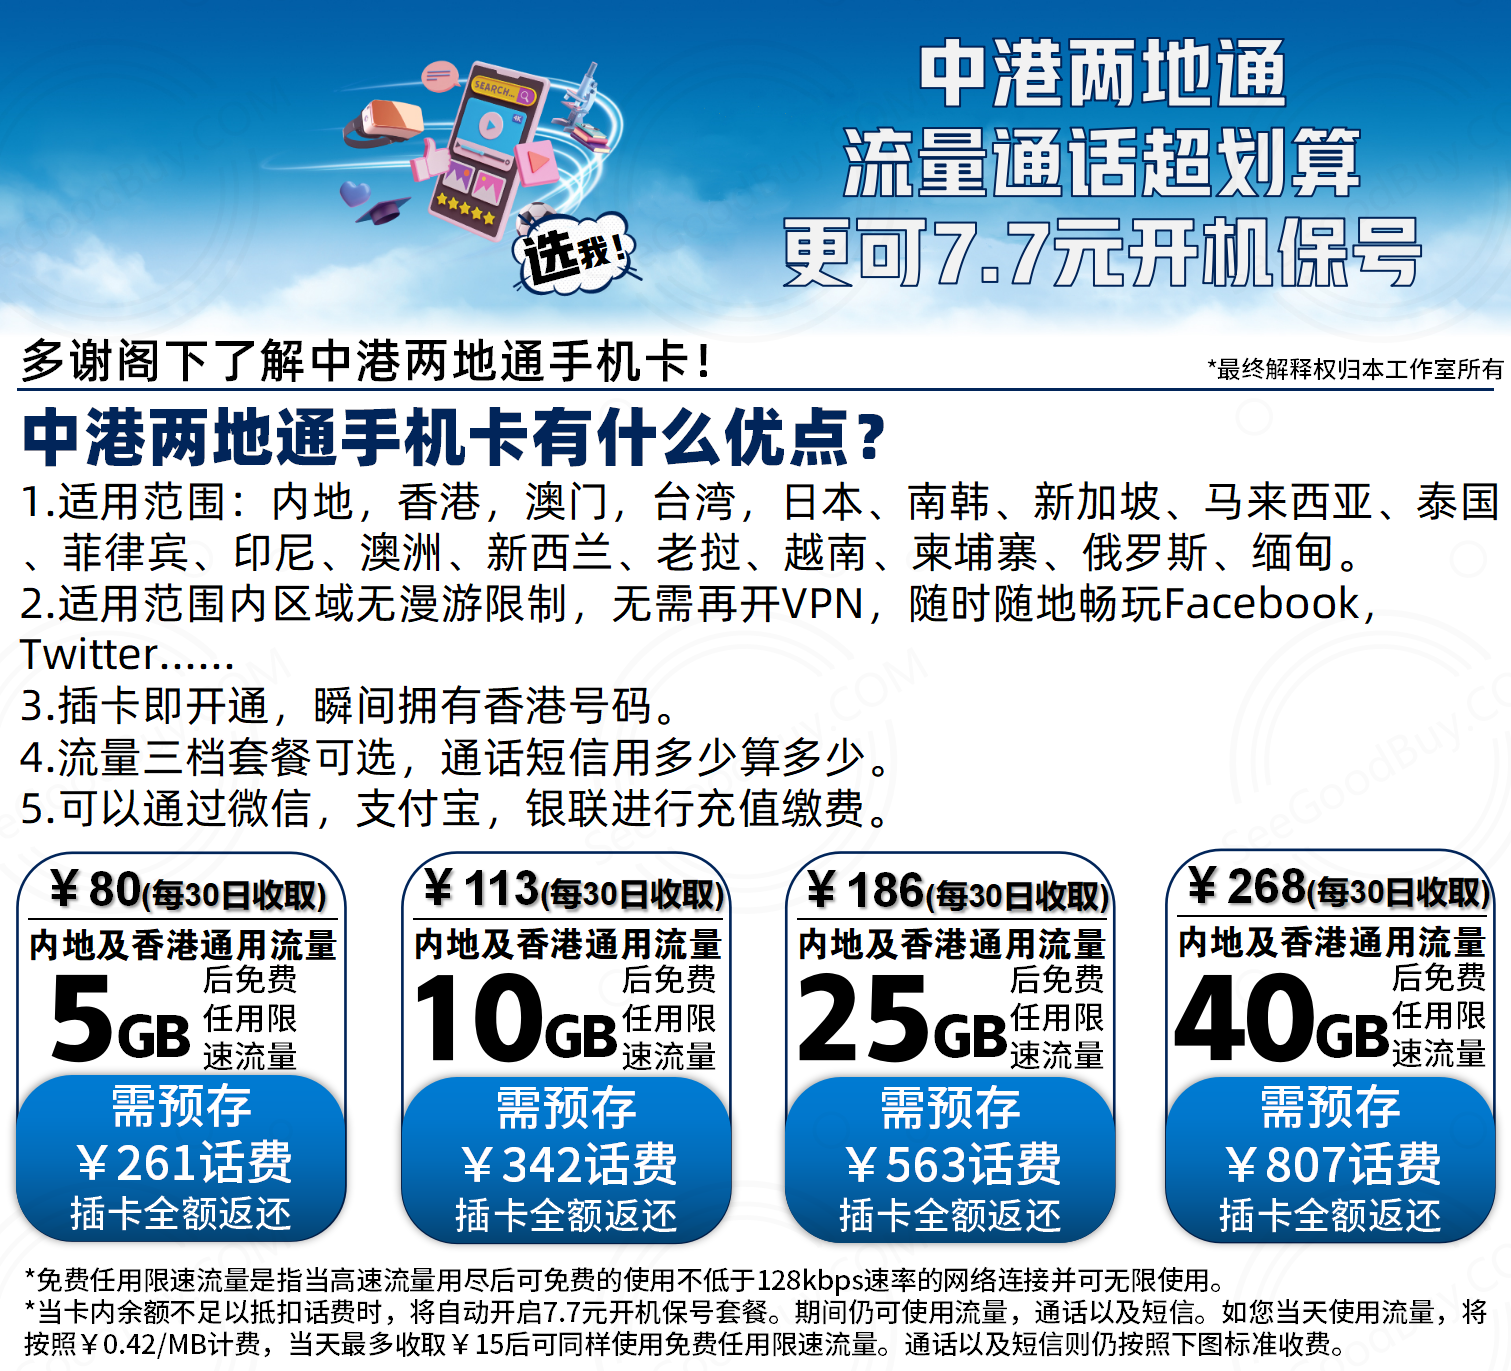 SEARCH...
4K
选我!
中港两地通
流量通话超划算
更可7.7元开机保号
多谢阁下了解中港两地通手机卡!
*最终解释权归本工作室所有
中港两地通手机卡有什么优点?
1.适用范围：内地，香港，澳门，台湾，日本、南韩、新加坡、马来西亚、泰国
、菲律宾、印尼、澳洲、新西兰、老挝、越南、柬埔寨、俄罗斯、缅甸。
2.适用范围内区域无漫游限制，无需再开VPN，随时随地畅玩Facebook，
Twitter......
3.插卡即开通，瞬间拥有香港号码。
4.流量三档套餐可选，通话短信用多少算多少。
5.可以通过微信，支付宝，银联进行充值缴费。
￥80(每30日收取)
内地及香港通用流量
5GB
后免费
任用限
速流量
需预存
￥261话费
插卡全额返还
￥113(每30日收取)
内地及香港通用流量
10GB
后免费
任用限
速流量
需预存
￥342话费
插卡全额返还
￥186(每30日收取)
内地及香港通用流量
25GB
后免费
任用限
速流量
需预存
￥563话费
插卡全额返还
￥268(每30日收取)
内地及香港通用流量
40GB
后免费
任用限
速流量
需预存
￥807话费
插卡全额返还
*免费任用限速流量是指当高速流量用尽后可免费的使用不低于128kbps速率的网络连接并可无限使用。
*当卡内余额不足以抵扣话费时，将自动开启7.7元开机保号套餐。期间仍可使用流量，通话以及短信。如您当天使用流量，将
按照￥0.42/MB计费，当天最多收取￥15后可同样使用免费任用限速流量。通话以及短信则仍按照下图标准收费。
SeeGoodBuy.COM